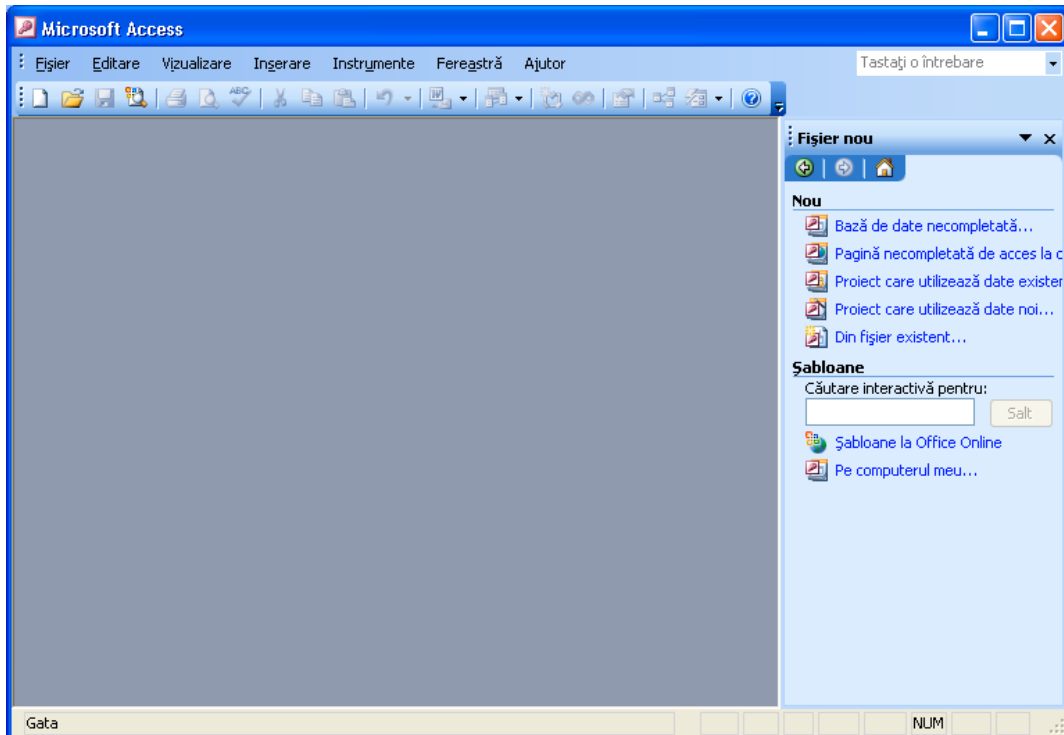 Microsoft Access
Fişier Editare Vizualizare Inserare Instrumente Fereastră Ajutor Tastaţi o întrebare
Fişier nou
Nou
Bază de date necompletată...
Pagină necompletată de acces la
Proiect care utilizează date
Proiect care utilizează date noi...
Din fişier existent...
Şabloane
Căutare interactivă pentru:
Salt
Şabloane la Office Online
Pe computerul meu...
Gata NUM